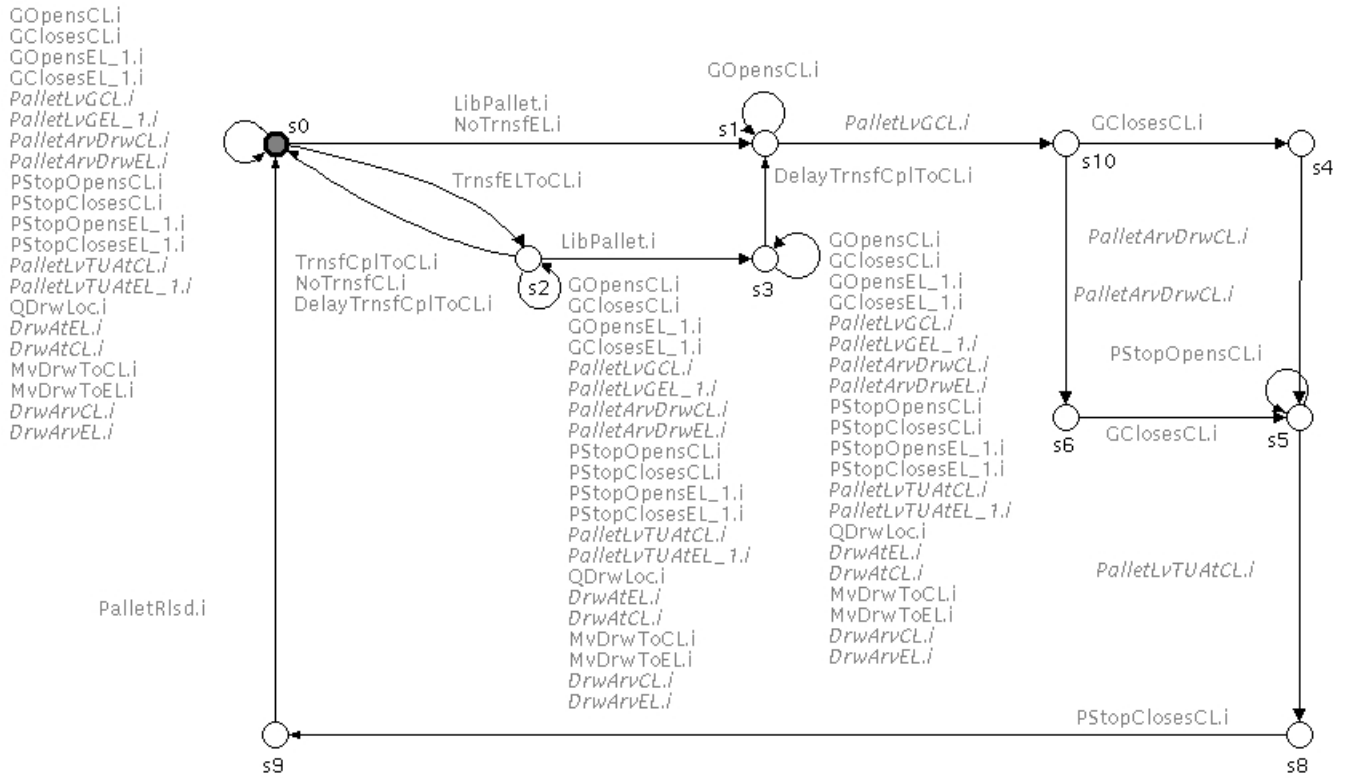 GOpensCL.i
GClosesCL.i
GOpensEL_1.i
GClosesEL_1.i
PalletLvGCL.i
PalletLvGEL_1.i
PalletArvDrwCL.i
PalletArvDrwEL.i
PStopOpensCL.i
PStopClosesCL.i
PStopOpensEL_1.i
PStopClosesEL_1.i
PalletLvTUAtCL.i
PalletLvTUAtEL_1.i
QDrwLoc.i
DrwAtEL.i
DrwAtCL.i
MvDrwToCL.i
MvDrwToEL.i
DrwArvCL.i
DrwArvEL.i
s0
LibPallet.i
NoTrnsfEL.i
GOpensCL.i
s1
PalletLvGCL.i
s10
GClosesCL.i
s4
TrnsfELToCL.i
DelayTrnsfCplToCL.i
TrnsfCplToCL.i
NoTrnsfCL.i
DelayTrnsfCplToCL.i
s2
LibPallet.i
s3
GOpensCL.i
GClosesCL.i
GOpensEL_1.i
GClosesEL_1.i
PalletLvGCL.i
PalletLvGEL_1.i
PalletArvDrwCL.i
PalletArvDrwEL.i
PStopOpensCL.i
PStopClosesCL.i
PStopOpensEL_1.i
PStopClosesEL_1.i
PalletLvTUAtCL.i
PalletLvTUAtEL_1.i
QDrwLoc.i
DrwAtEL.i
DrwAtCL.i
MvDrwToCL.i
MvDrwToEL.i
DrwArvCL.i
DrwArvEL.i
GOpensCL.i
GClosesCL.i
GOpensEL_1.i
GClosesEL_1.i
PalletLvGCL.i
PalletLvGEL_1.i
PalletArvDrwCL.i
PalletArvDrwEL.i
PStopOpensCL.i
PStopClosesCL.i
PStopOpensEL_1.i
PStopClosesEL_1.i
PalletLvTUAtCL.i
PalletLvTUAtEL_1.i
QDrwLoc.i
DrwAtEL.i
DrwAtCL.i
MvDrwToCL.i
MvDrwToEL.i
DrwArvCL.i
DrwArvEL.i
PalletArvDrwCL.i
PalletArvDrwCL.i
PStopOpensCL.i
s6
GClosesCL.i
s5
PalletLvTUAtCL.i
PalletRlsd.i
PStopClosesCL.i
s9
s8